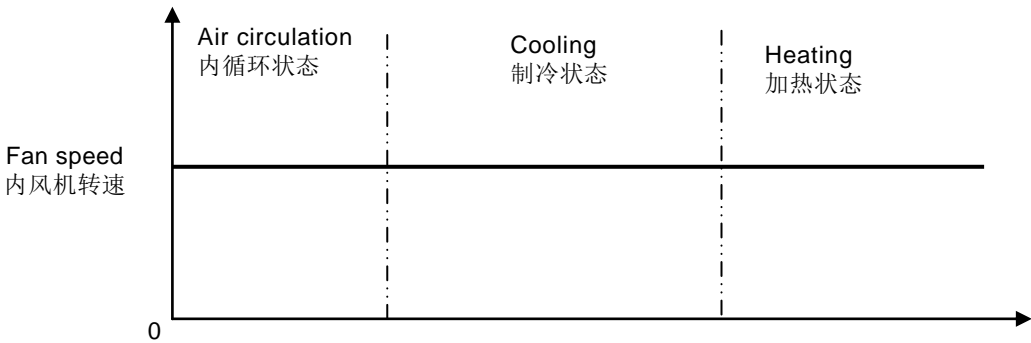 Air circulation
内循环状态
Cooling
制冷状态
Heating
加热状态
Fan speed
内风机转速
0